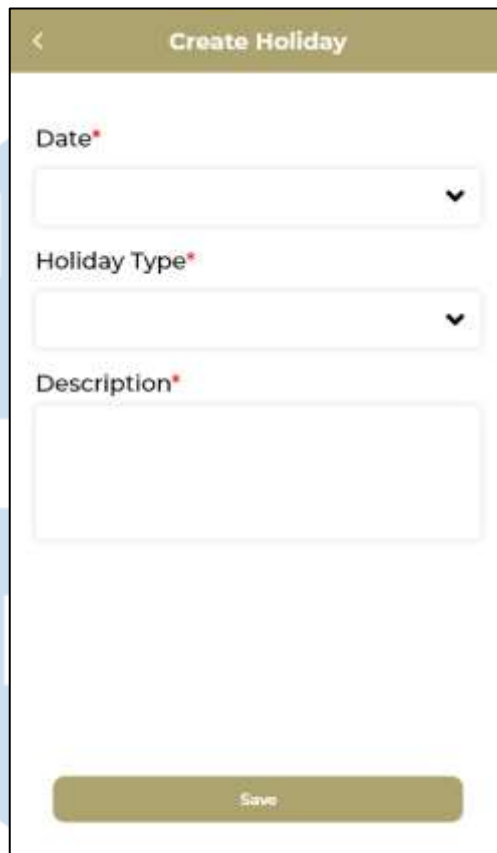 Create Holiday
Date*
Holiday Type*
Description*
Save